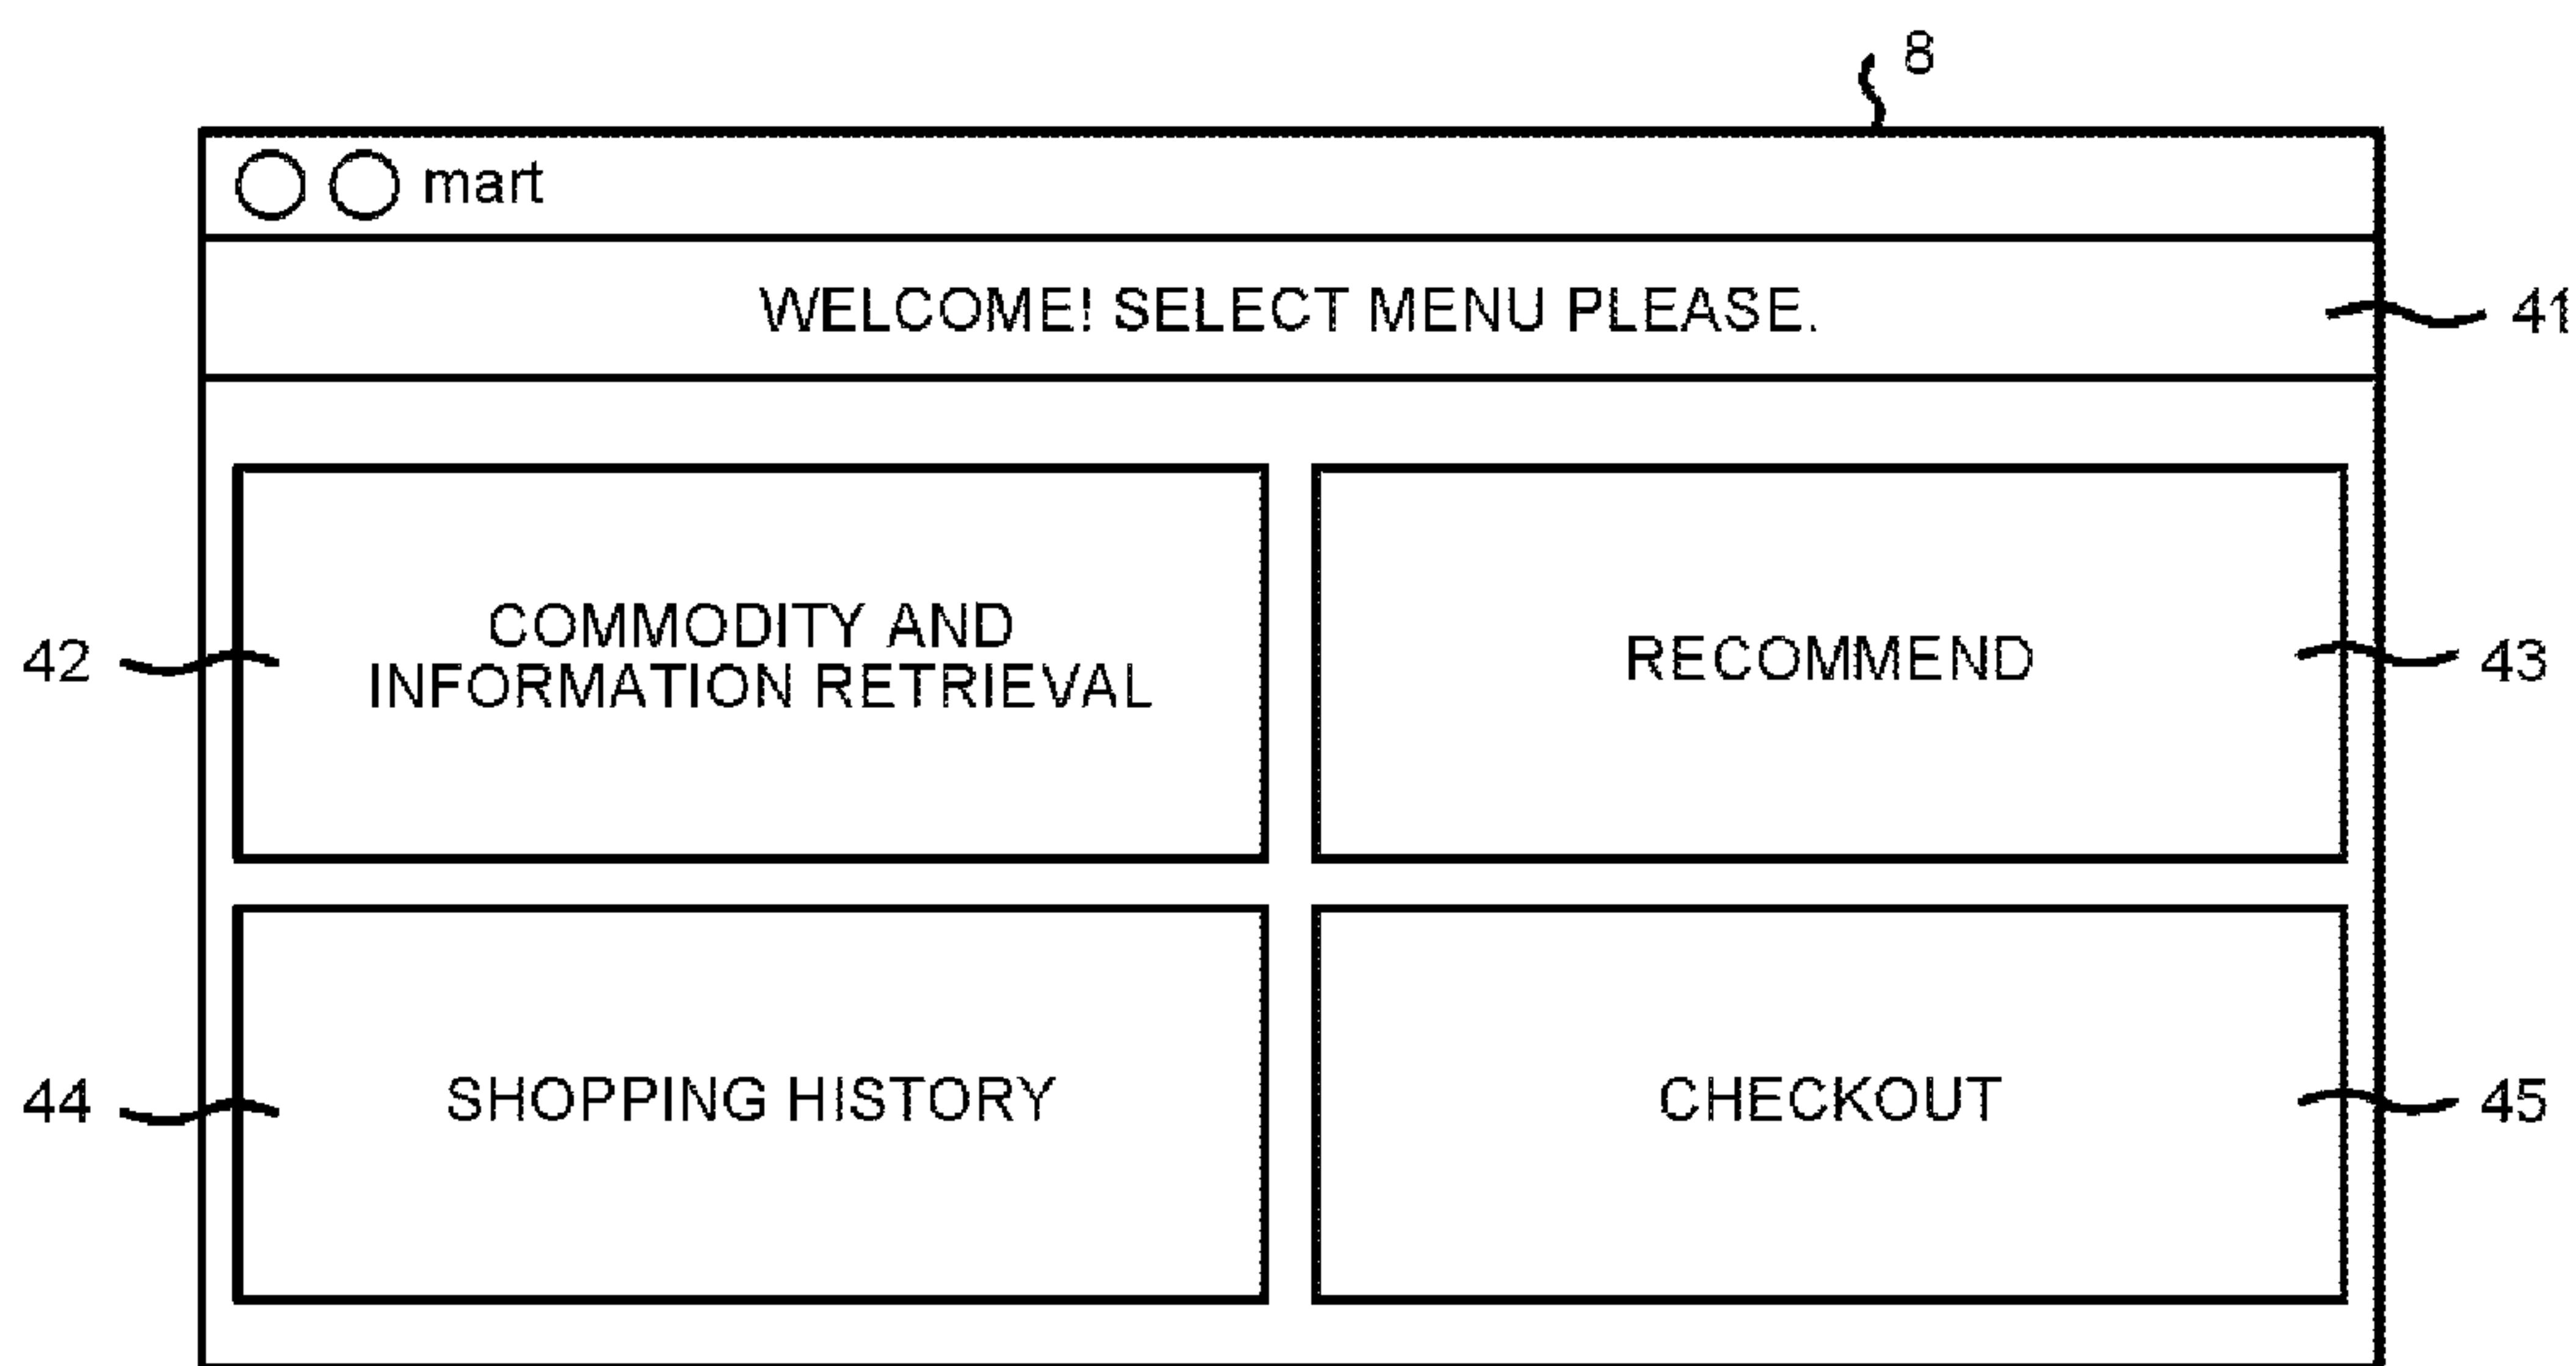 8
○○ mart
WELCOME! SELECT MENU PLEASE.
41
COMMODITY AND
INFORMATION RETRIEVAL
42
RECOMMEND
43
SHOPPING HISTORY
44
CHECKOUT
45